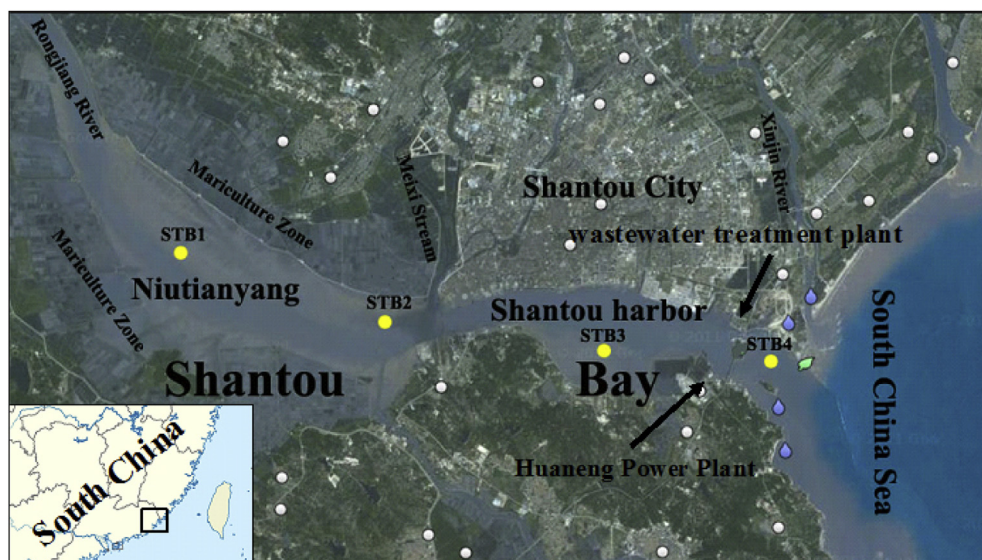 Rongjiang River
Mariculture Zone
Meixi Stream
Xinjin River
Shantou City
wastewater treatment plant
STB1
Mariculture Zone
Niutianyang
STB2
Shantou harbor
STB3
STB4
Shantou Bay
South China Sea
Huaneng Power Plant
South China